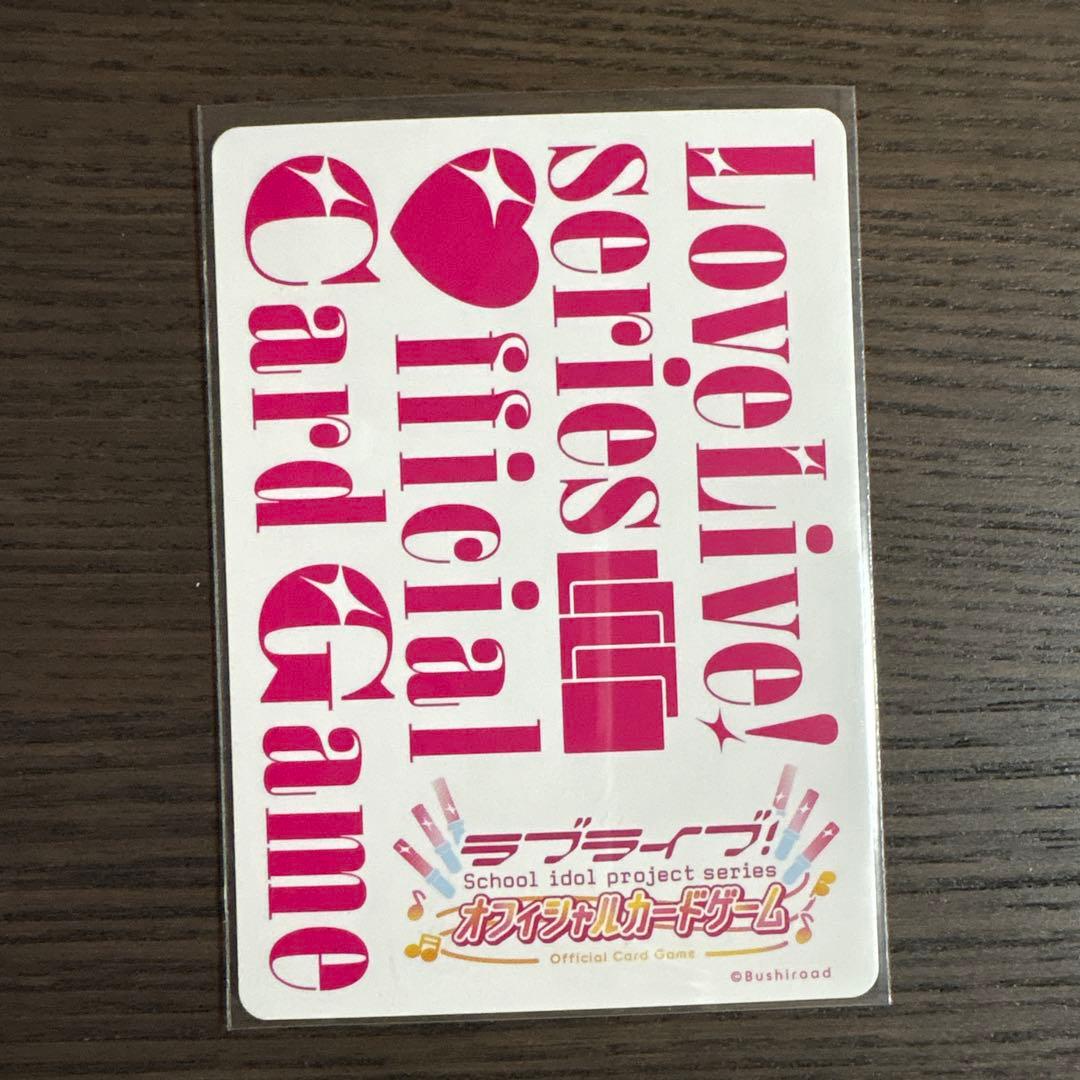 LoveLive!
series
Official
Card Game
ラブライブ!
School idol project series
オフィシャルカードゲーム
Official Card Game
©Bushiroad